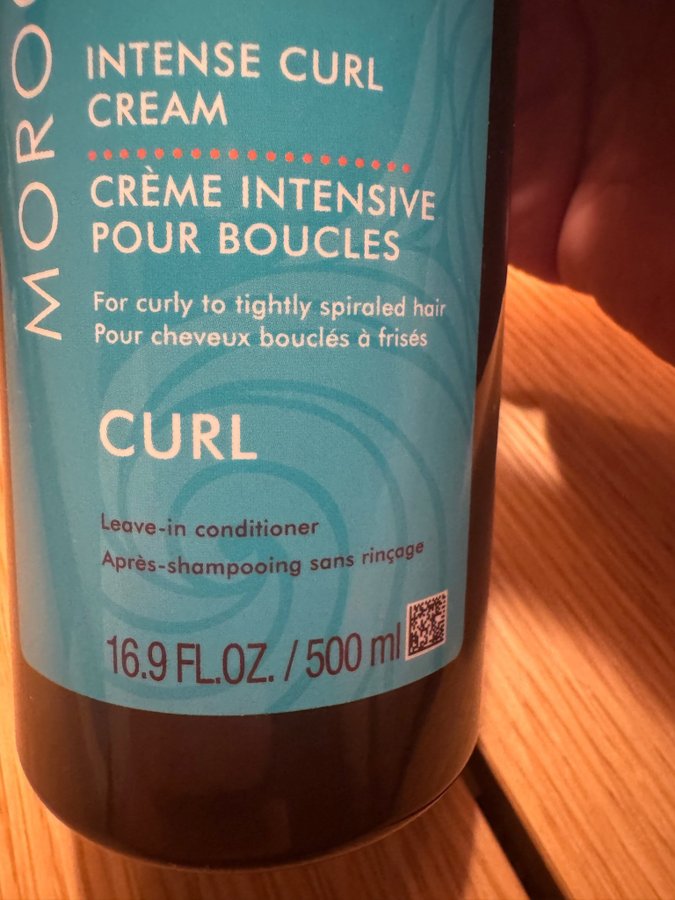 MORO
INTENSE CURL
CREAM
CRÈME INTENSIVE
POUR BOUCLES
For curly to tightly spiraled hair
Pour cheveux bouclés à frisés
CURL
Leave-in conditioner
Après-shampooing sans rinçage
16.9 FL.OZ. / 500 ml